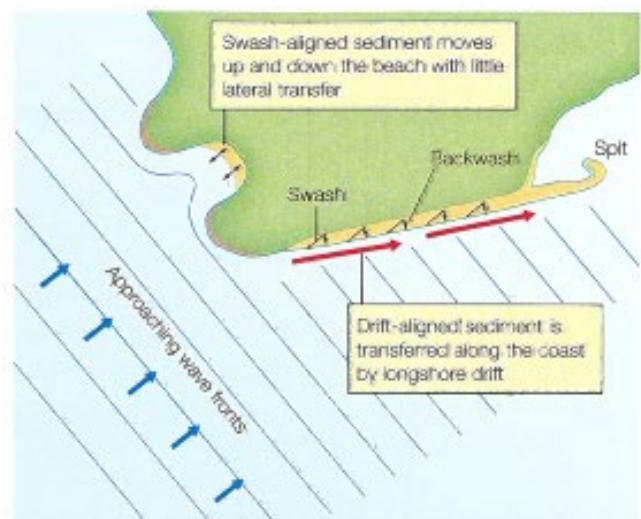 Swash-aligned sediment moves
up and down the beach with little
lateral transfer
Spit
Backwash
Swash
Approaching wave fronts
Drift-aligned sediment is
transferred along the coast
by longshore drift